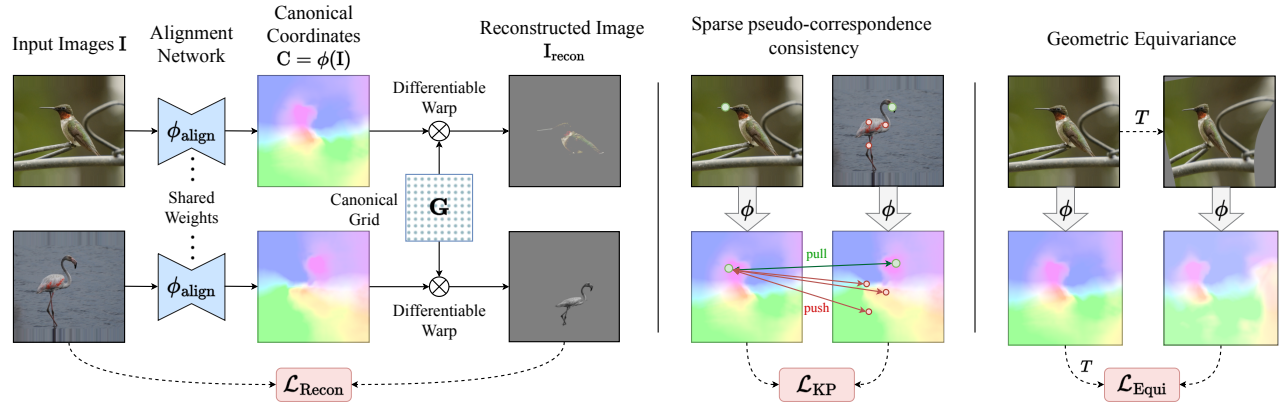 Input Images I
Alignment
Network
Canonical
Coordinates
C = ϕ(I)
Reconstructed Image
I_recon
ϕ_align
Differentiable
Warp
Shared
Weights
Canonical
Grid
G
ϕ_align
Differentiable
Warp
ℒ_Recon
Sparse pseudo-correspondence
consistency
ϕ
ϕ
pull
push
ℒ_KP
Geometric Equivariance
T
ϕ
ϕ
T
ℒ_Equi